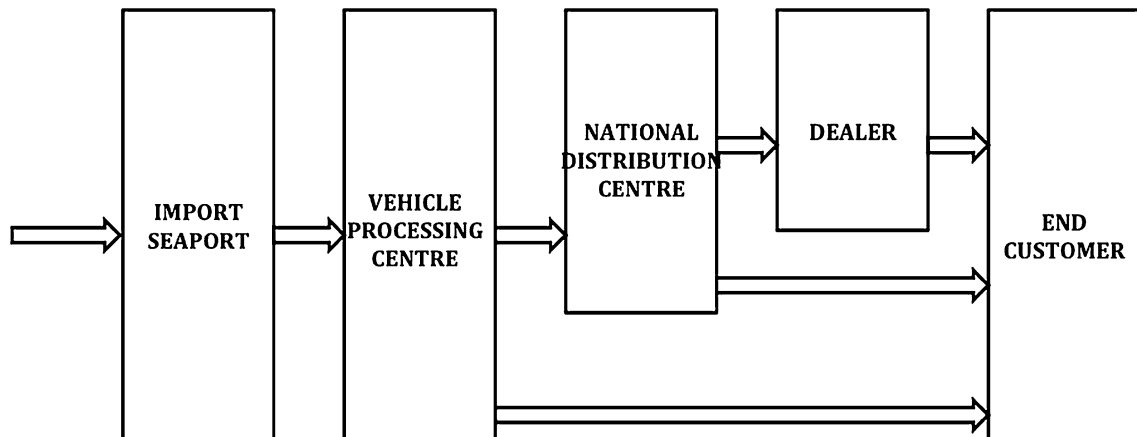 IMPORT
SEAPORT
VEHICLE
PROCESSING
CENTRE
NATIONAL
DISTRIBUTION
CENTRE
DEALER
END
CUSTOMER